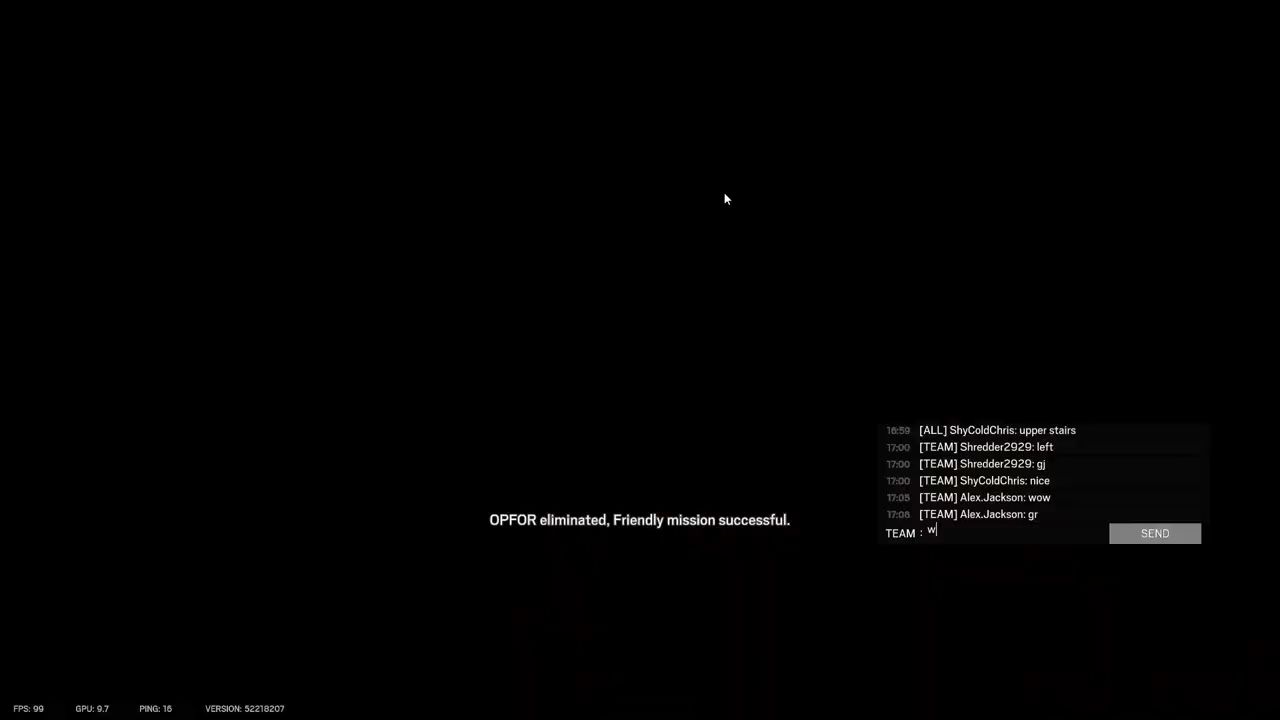 16:59 [ALL] ShyColdChris: upper stairs
17:00 [TEAM] Shredder2929: left
17:00 [TEAM] Shredder2929: gj
17:00 [TEAM] ShyColdChris: nice
17:05 [TEAM] Alex.Jackson: wow
17:06 [TEAM] Alex.Jackson: gr
OPFOR eliminated, Friendly mission successful.
TEAM : w
SEND
FPS: 99 GPU: 9.7 PING: 16 VERSION: 52218207